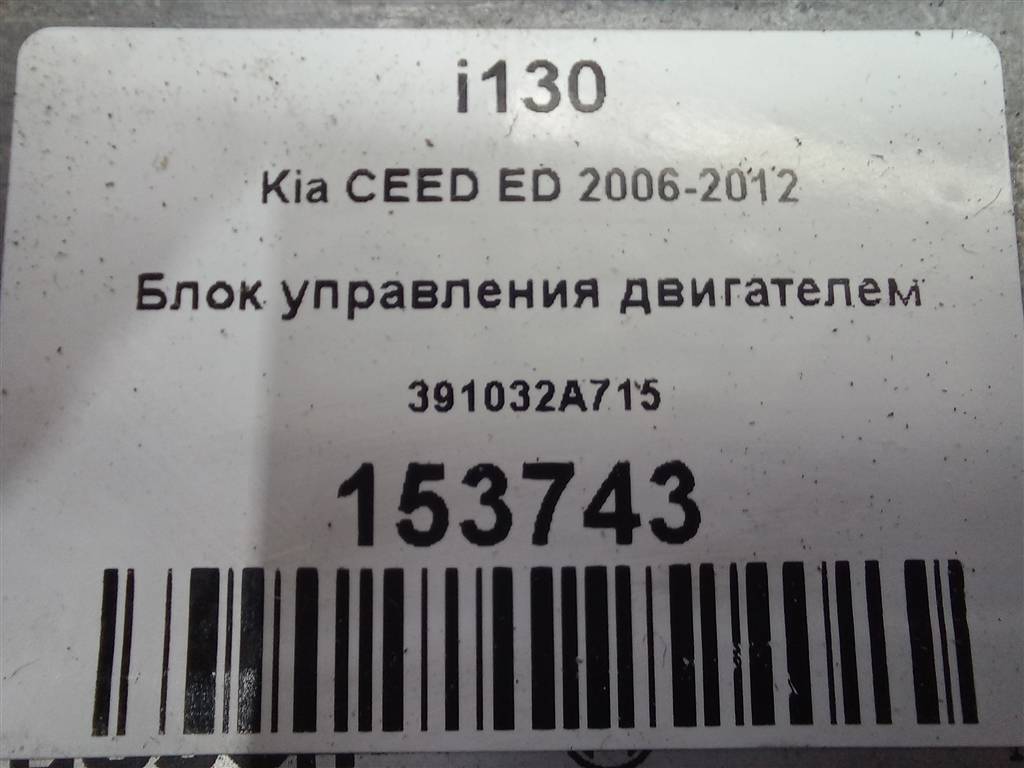 i130
Kia CEED ED 2006-2012
Блок управления двигателем
391032A715
153743